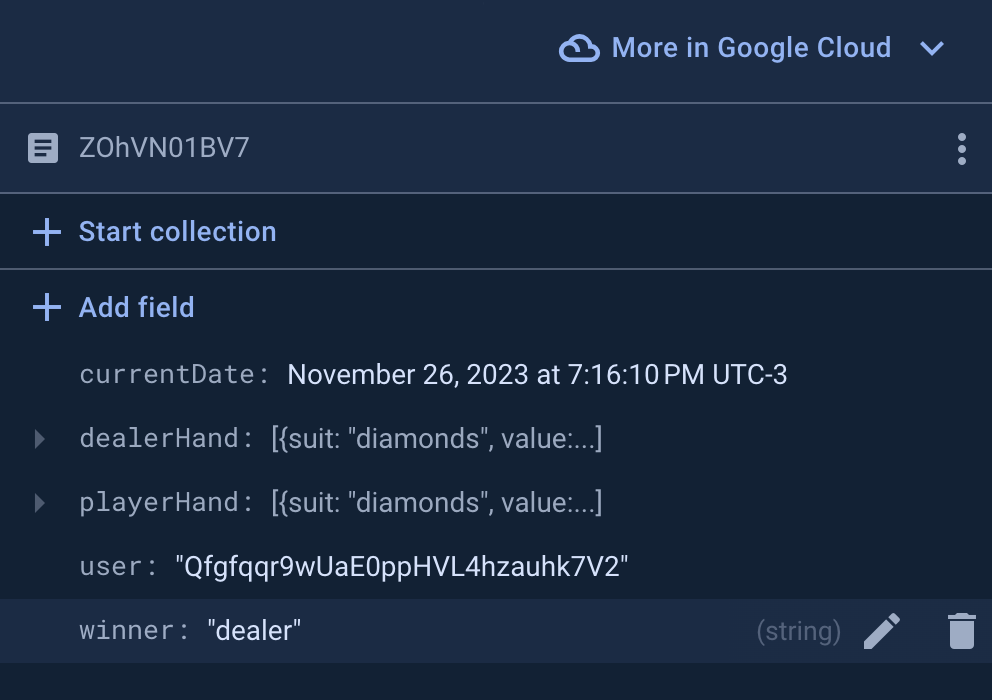 More in Google Cloud
ZOhVN01BV7
Start collection
Add field
currentDate: November 26, 2023 at 7:16:10 PM UTC-3
dealerHand: [{suit: "diamonds", value:...]
playerHand: [{suit: "diamonds", value:...]
user: "Qfgfqqr9wUaE0ppHVL4hzauhk7V2"
winner: "dealer" (string)